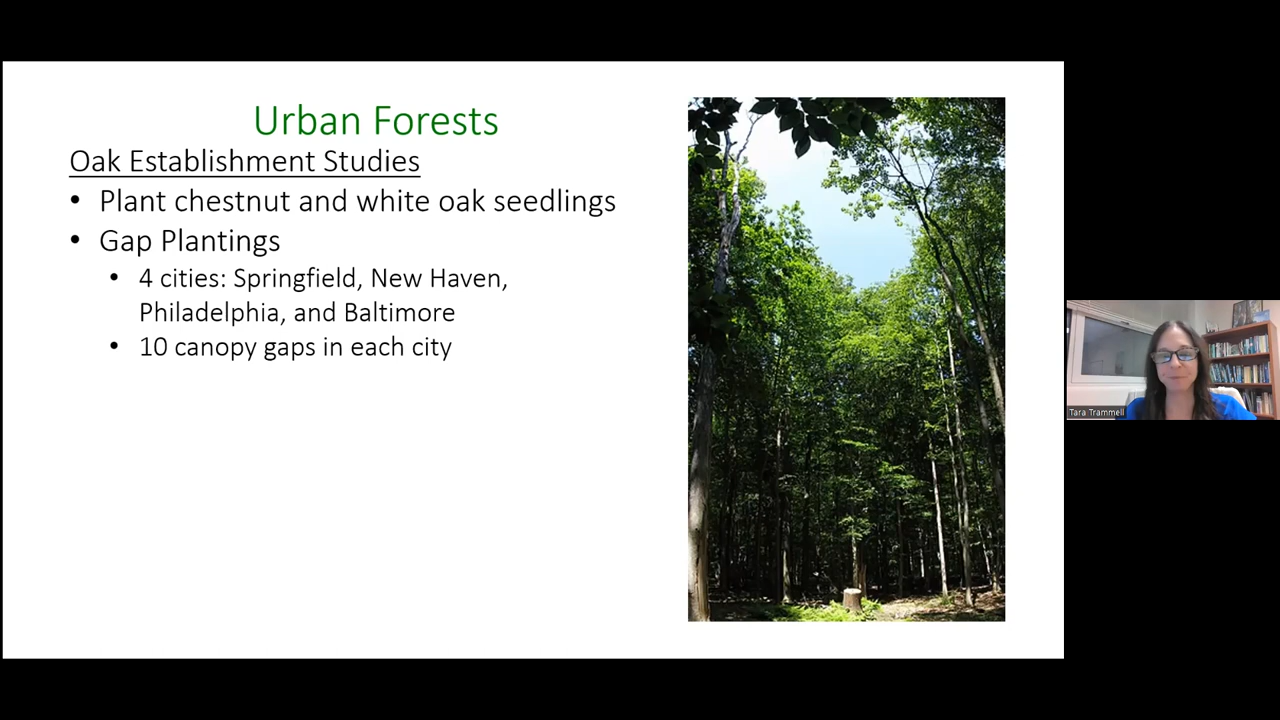 Urban Forests
Oak Establishment Studies
• Plant chestnut and white oak seedlings
• Gap Plantings
• 4 cities: Springfield, New Haven,
Philadelphia, and Baltimore
• 10 canopy gaps in each city
Tara Trammell